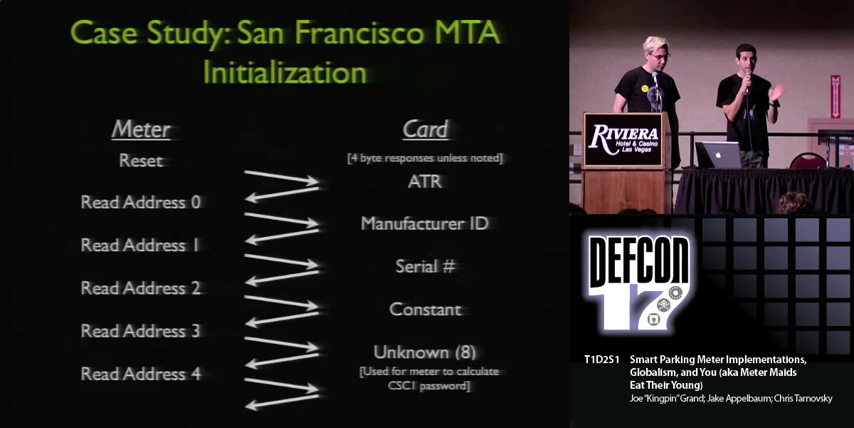 Case Study: San Francisco MTA
Initialization
Meter
Card
Reset
[4 byte responses unless noted]
ATR
Read Address 0
Manufacturer ID
Read Address 1
Serial #
Read Address 2
Constant
Read Address 3
Unknown (8)
[Used for meter to calculate
CSC1 password]
Read Address 4
RIVIERA
Hotel & Casino
Las Vegas
DEFCON
17
T1D2S1 Smart Parking Meter Implementations,
Globalism, and You (aka Meter Maids
Eat Their Young)
Joe "Kingpin" Grand; Jake Appelbaum; Chris Tarnovsky